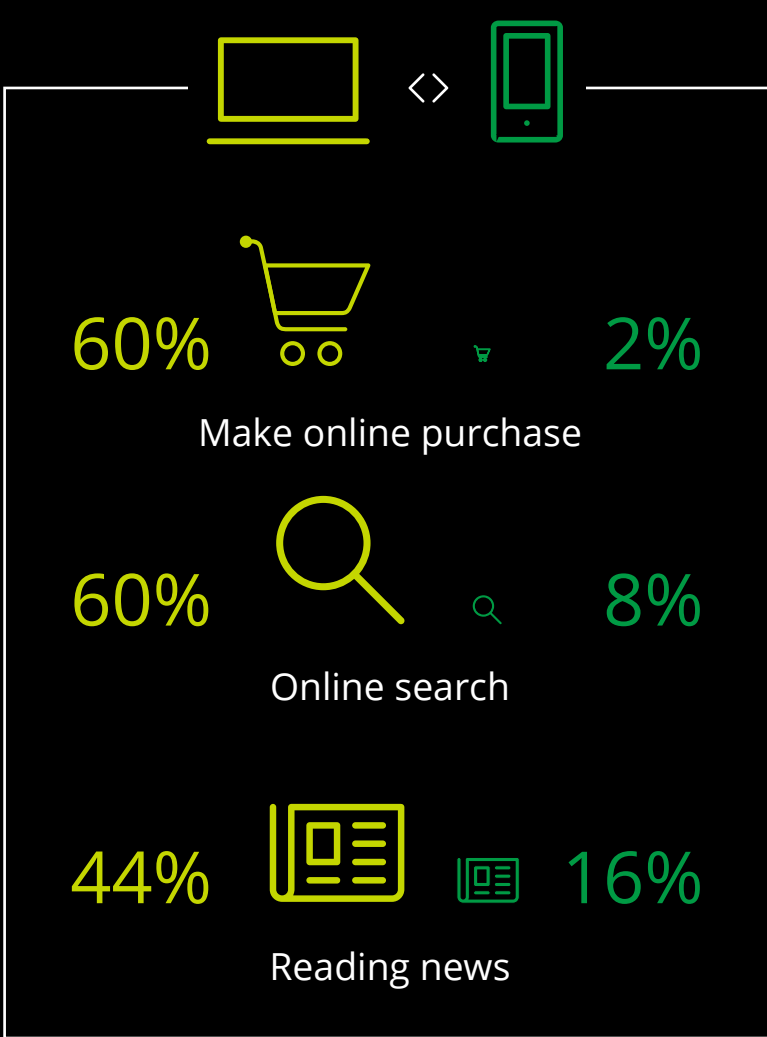 60% 2%
Make online purchase
60% 8%
Online search
44% 16%
Reading news